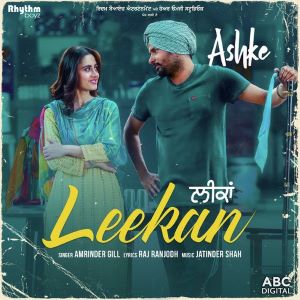 Rhythm
boyz
Ashke
ਲੀਕਾਂ
Leekan
SINGER AMRINDER GILL LYRICS RAJ RANJODH MUSIC JATINDER SHAH
ABC
DIGITAL